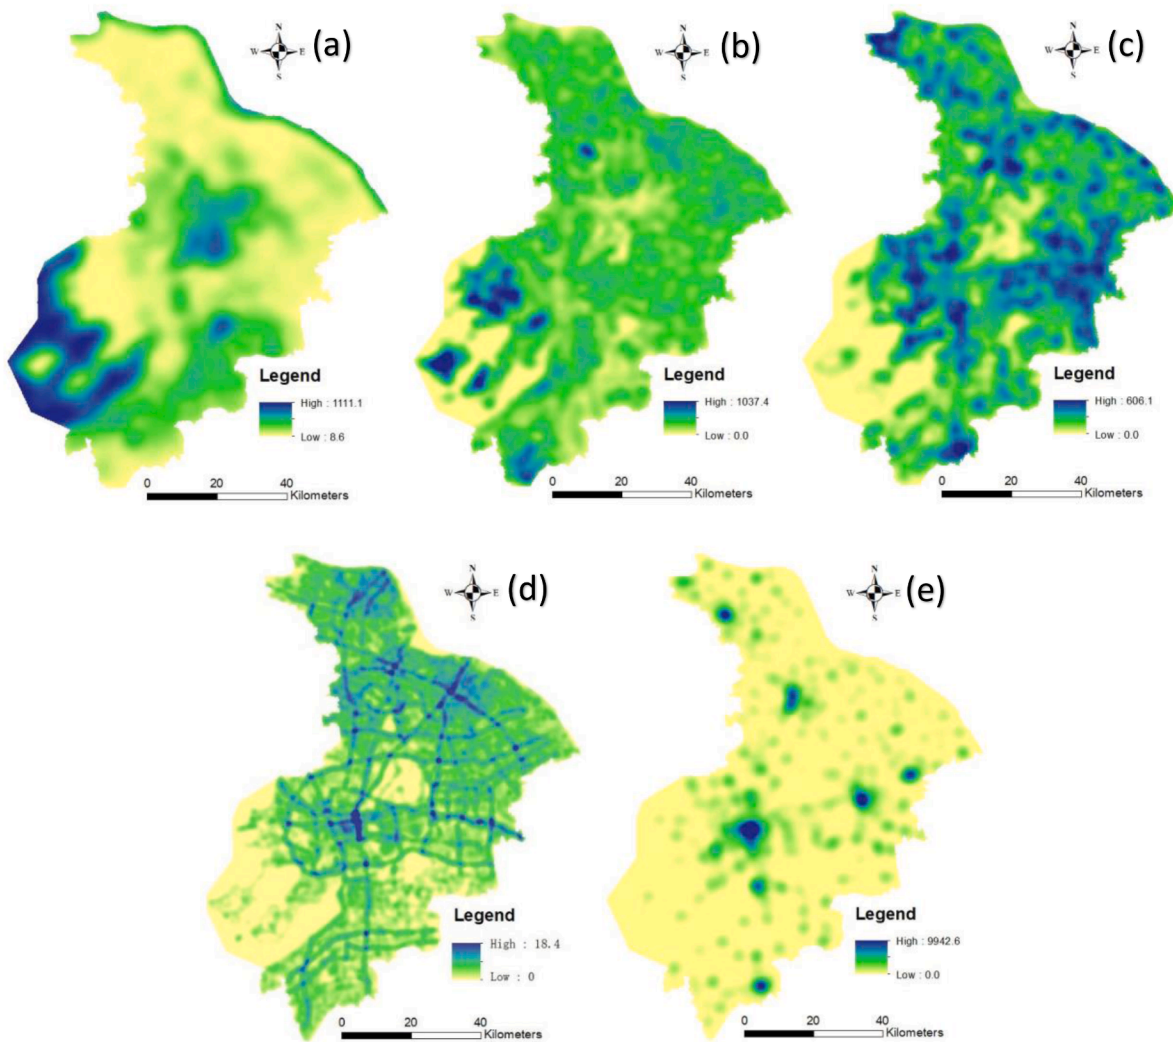 N
W E
S
(a)
Legend
High : 1111.1
Low : 8.6
0 20 40
Kilometers
N
W E
S
(b)
Legend
High : 1037.4
Low : 0.0
0 20 40
Kilometers
N
W E
S
(c)
Legend
High : 606.1
Low : 0.0
0 20 40
Kilometers
N
W E
S
(d)
Legend
High : 18.4
Low : 0
0 20 40
Kilometers
N
W E
S
(e)
Legend
High : 9942.6
Low : 0.0
0 20 40
Kilometers